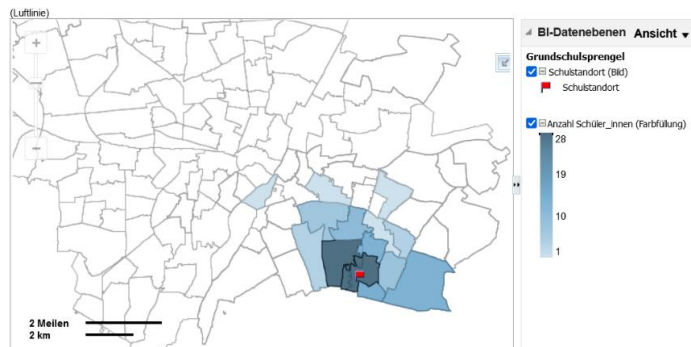 (Luftlinie)
BI-Datenebenen Ansicht
Grundschulsprengel
Schulstandort (Bild)
Schulstandort
Anzahl Schüler_innen (Farbfüllung)
28
19
10
1
2 Meilen
2 km